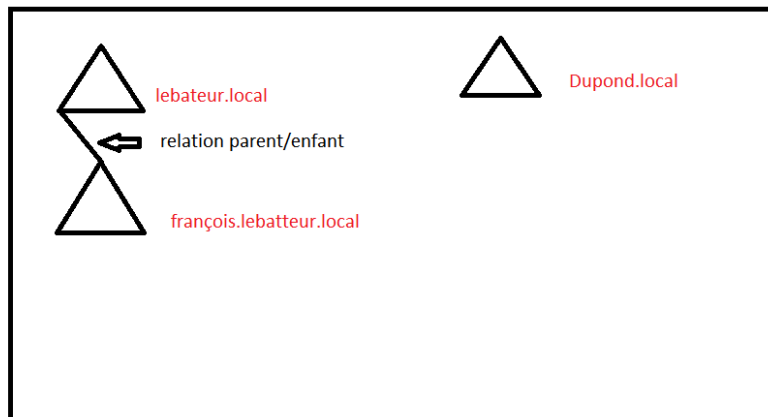 lebateur.local
Dupond.local
relation parent/enfant
françois.lebatteur.local